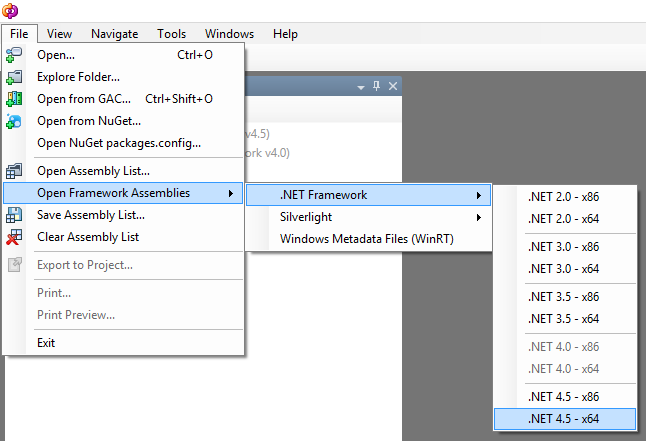 File View Navigate Tools Windows Help
Open... Ctrl+O
Explore Folder...
Open from GAC... Ctrl+Shift+O
Open from NuGet...
Open NuGet packages.config...
v4.5)
rk v4.0)
Open Assembly List...
Open Framework Assemblies
Save Assembly List...
Clear Assembly List
Export to Project...
Print...
Print Preview...
Exit
.NET Framework
Silverlight
Windows Metadata Files (WinRT)
.NET 2.0 - x86
.NET 2.0 - x64
.NET 3.0 - x86
.NET 3.0 - x64
.NET 3.5 - x86
.NET 3.5 - x64
.NET 4.0 - x86
.NET 4.0 - x64
.NET 4.5 - x86
.NET 4.5 - x64